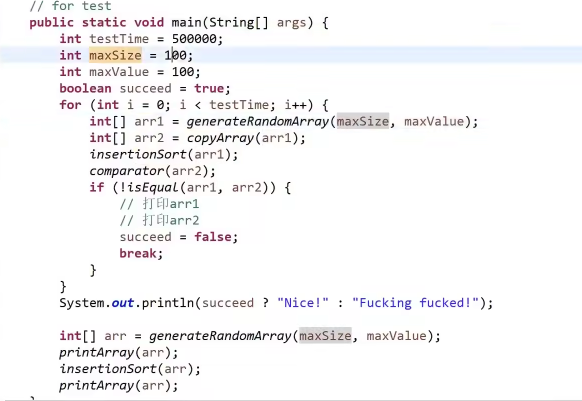 // for test
public static void main(String[] args) {
int testTime = 500000;
int maxSize = 100;
int maxValue = 100;
boolean succeed = true;
for (int i = 0; i < testTime; i++) {
int[] arr1 = generateRandomArray(maxSize, maxValue);
int[] arr2 = copyArray(arr1);
insertionSort(arr1);
comparator(arr2);
if (!isEqual(arr1, arr2)) {
// 打印arr1
// 打印arr2
succeed = false;
break;
}
}
System.out.println(succeed ? "Nice!" : "Fucking fucked!");
int[] arr = generateRandomArray(maxSize, maxValue);
printArray(arr);
insertionSort(arr);
printArray(arr);